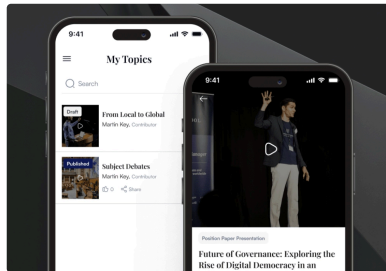 9:41
My Topics
Search
Draft
From Local to Global
Martin Key, Contributor
Published
Subject Debates
Martin Key, Contributor
0
Share
9:41
Position Paper Presentation
Future of Governance: Exploring the
Rise of Digital Democracy in an